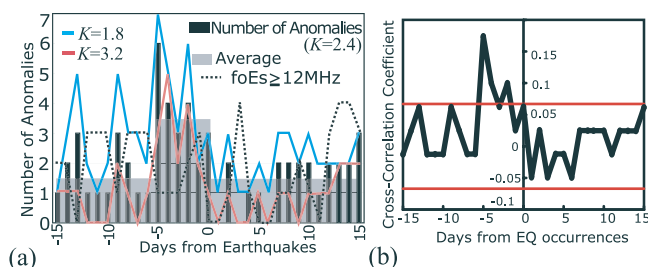 (a)
Number of Anomalies
7
6
5
4
3
2
1
0
K=1.8
K=3.2
Number of Anomalies
(K=2.4)
Average
foEs≥12MHz
-15 -10 -5 0 5 10 15
Days from Earthquakes
(b)
Cross-Correlation Coefficient
0.15
0.10
0.05
0
-0.05
-0.1
-15 -10 -5 0 5 10 15
Days from EQ occurrences